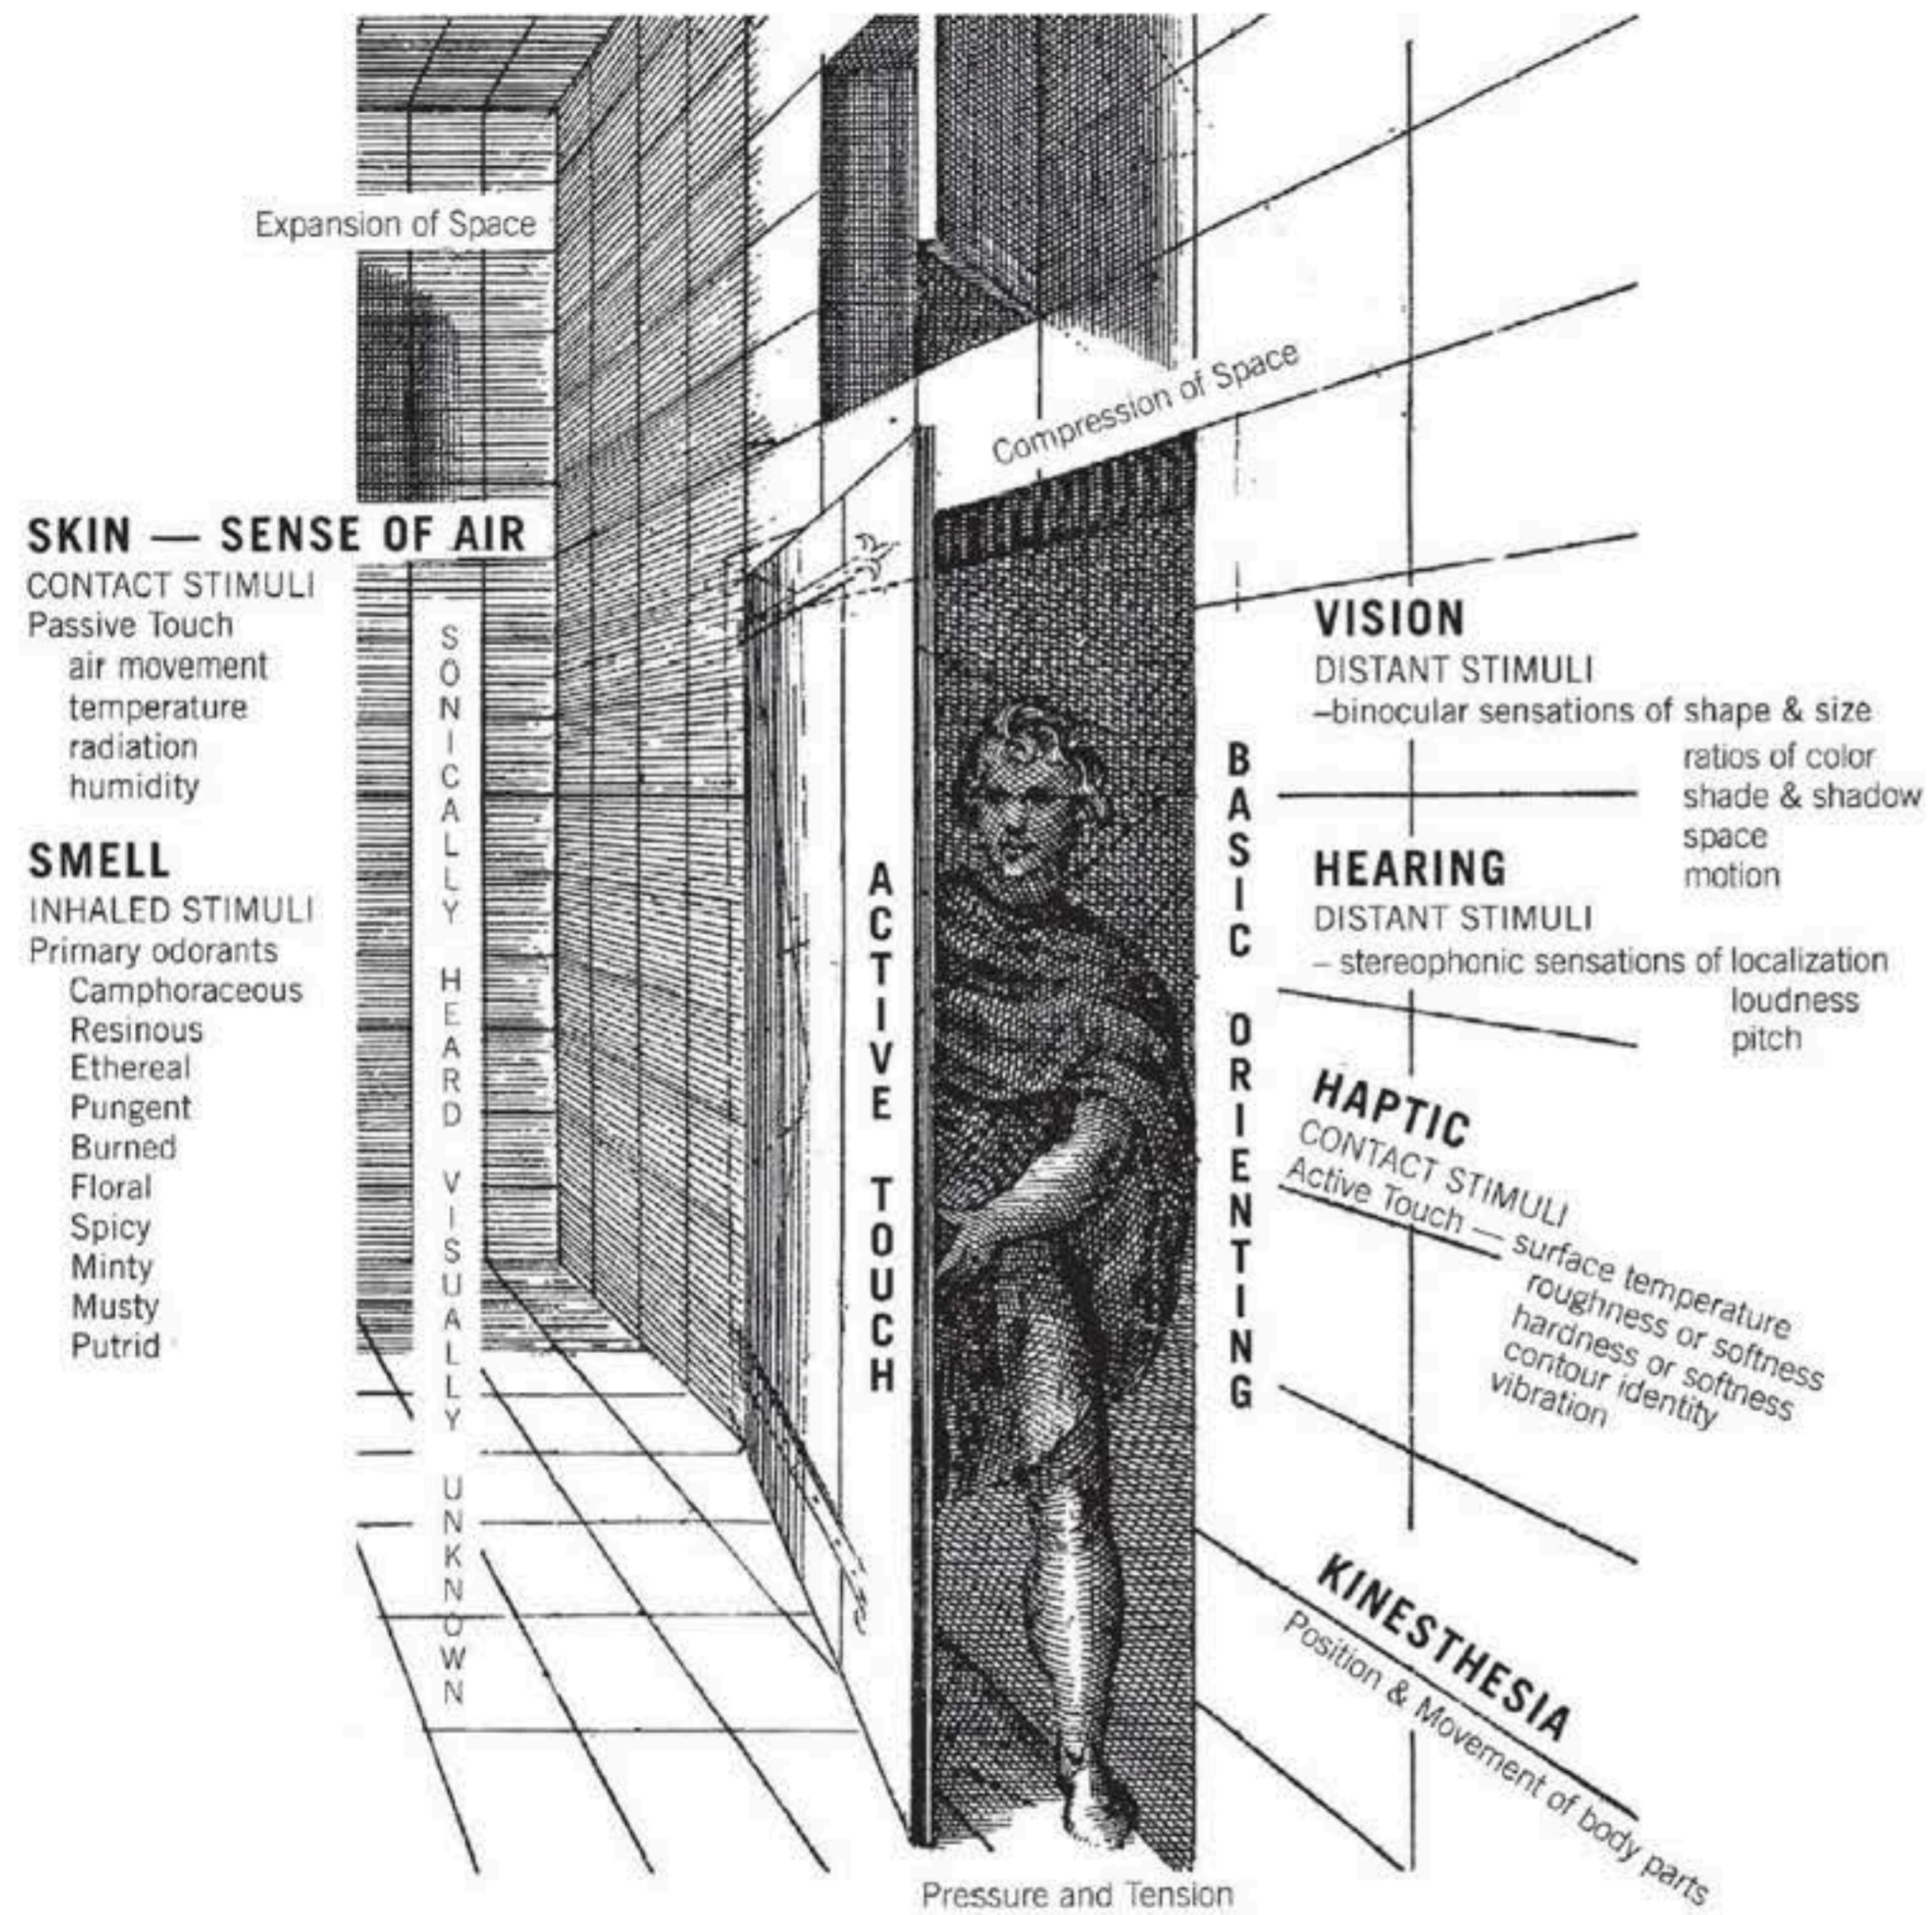 Expansion of Space
Compression of Space
SKIN — SENSE OF AIR
CONTACT STIMULI
Passive Touch
air movement
temperature
radiation
humidity
SMELL
INHALED STIMULI
Primary odorants
Camphoraceous
Resinous
Ethereal
Pungent
Burned
Floral
Spicy
Minty
Musty
Putrid
SONICALLY HEARD VISUALLY UNKNOWN
ACTIVE TOUCH
BASIC ORIENTING
VISION
DISTANT STIMULI
–binocular sensations of shape & size
ratios of color
shade & shadow
space
motion
HEARING
DISTANT STIMULI
– stereophonic sensations of localization
loudness
pitch
HAPTIC
CONTACT STIMULI
Active Touch — surface temperature
roughness or softness
hardness or softness
contour identity
vibration
KINESTHESIA
Position & Movement of body parts
Pressure and Tension